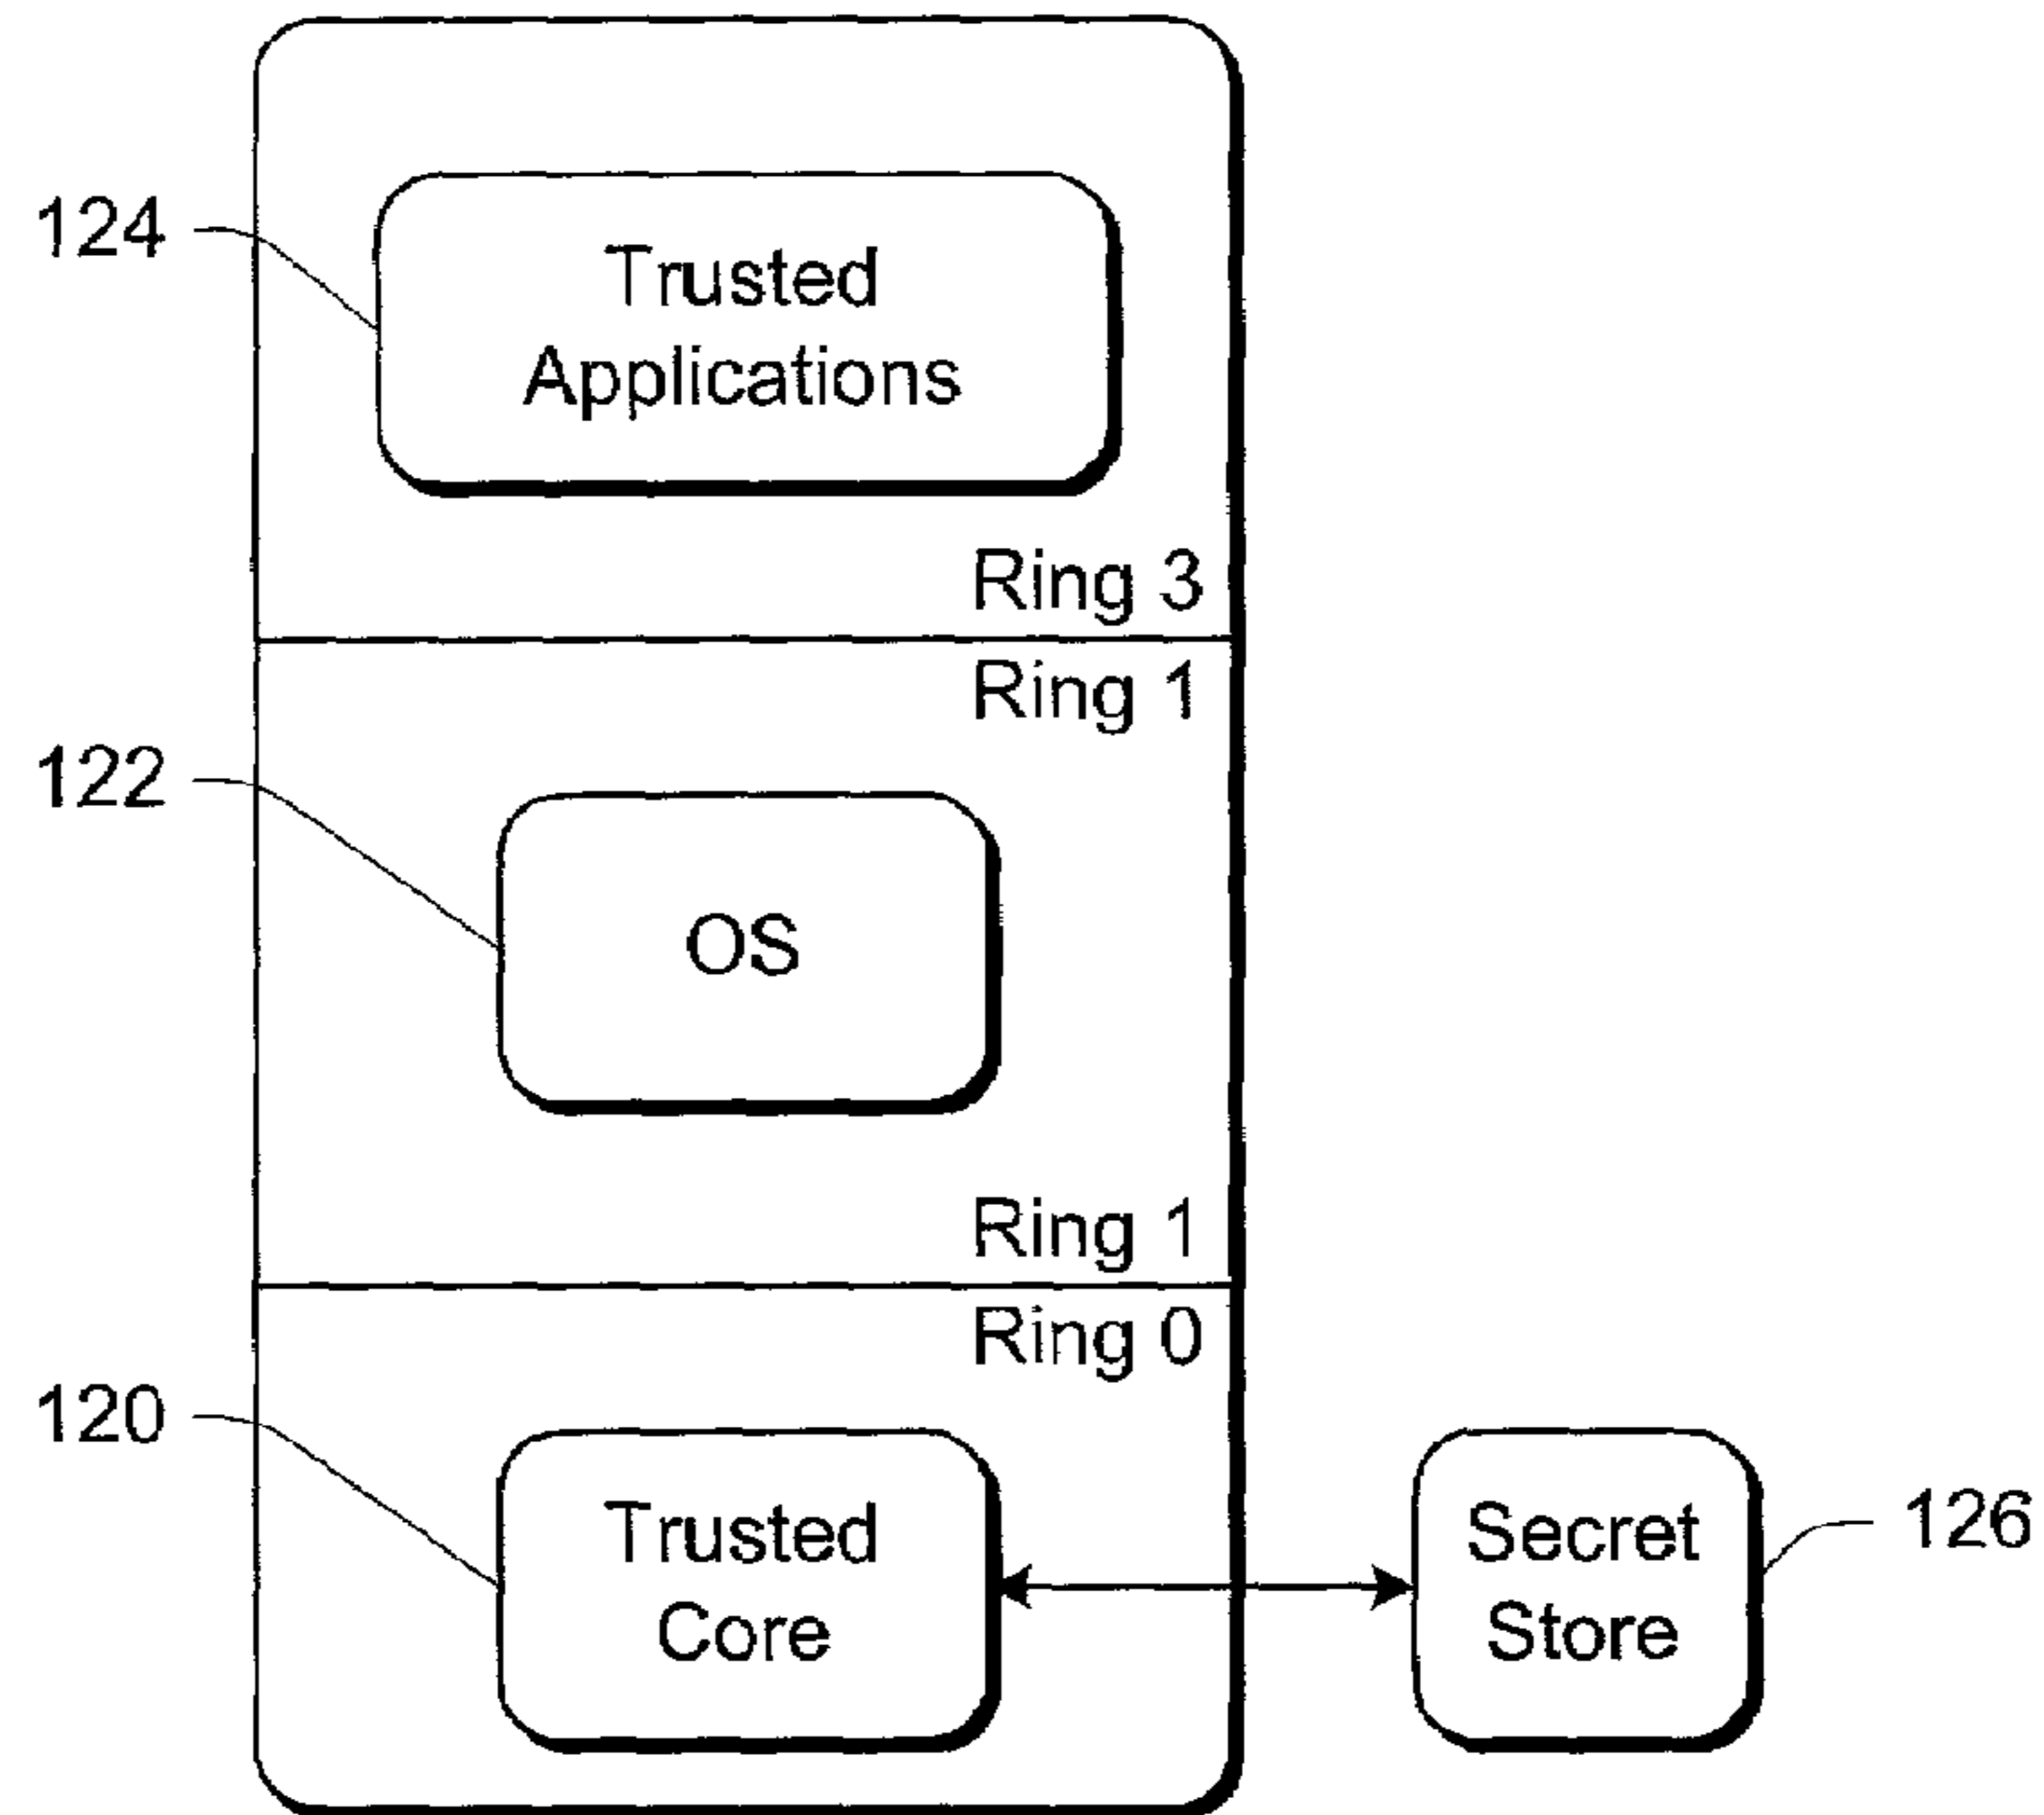 124
Trusted
Applications
Ring 3
Ring 1
122
OS
Ring 1
Ring 0
120
Trusted
Core
Secret
Store
126